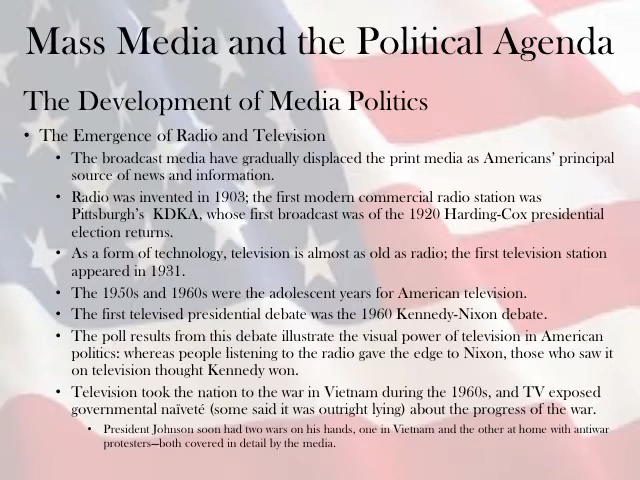 Mass Media and the Political Agenda
The Development of Media Politics
• The Emergence of Radio and Television
• The broadcast media have gradually displaced the print media as Americans' principal
source of news and information.
• Radio was invented in 1903; the first modern commercial radio station was
Pittsburgh's KDKA, whose first broadcast was of the 1920 Harding-Cox presidential
election returns.
• As a form of technology, television is almost as old as radio; the first television station
appeared in 1931.
• The 1950s and 1960s were the adolescent years for American television.
• The first televised presidential debate was the 1960 Kennedy-Nixon debate.
• The poll results from this debate illustrate the visual power of television in American
politics: whereas people listening to the radio gave the edge to Nixon, those who saw it
on television thought Kennedy won.
• Television took the nation to the war in Vietnam during the 1960s, and TV exposed
governmental naïveté (some said it was outright lying) about the progress of the war.
• President Johnson soon had two wars on his hands, one in Vietnam and the other at home with antiwar
protesters—both covered in detail by the media.